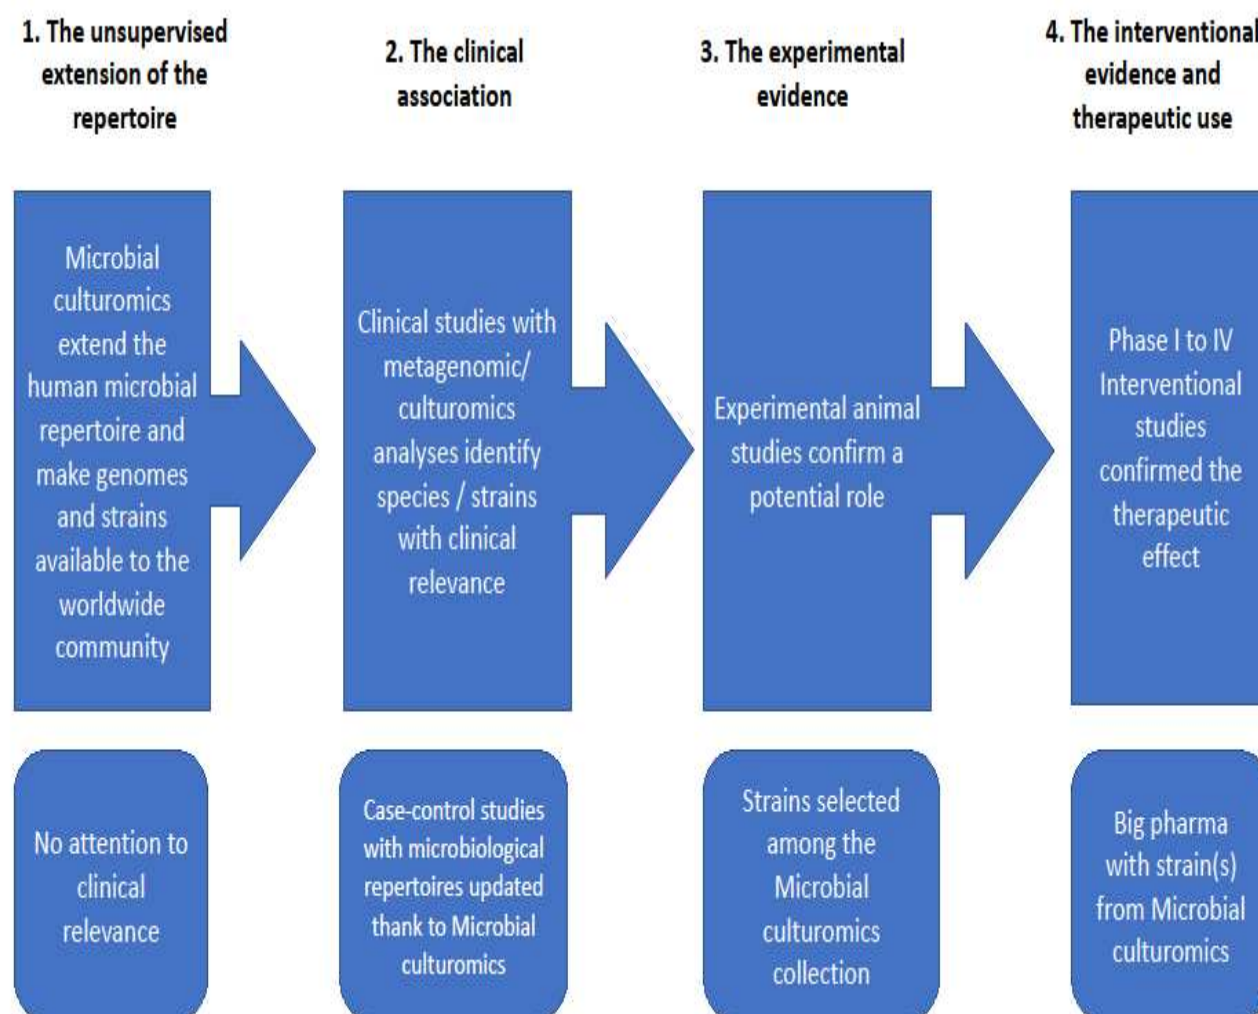 1. The unsupervised
extension of the
repertoire
2. The clinical
association
3. The experimental
evidence
4. The interventional
evidence and
therapeutic use
Microbial
culturomics
extend the
human microbial
repertoire and
make genomes
and strains
available to the
worldwide
community
Clinical studies with
metagenomic/
culturomics
analyses identify
species / strains
with clinical
relevance
Experimental animal
studies confirm a
potential role
Phase I to IV
Interventional
studies
confirmed the
therapeutic
effect
No attention to
clinical
relevance
Case-control studies
with microbiological
repertoires updated
thank to Microbial
culturomics
Strains selected
among the
Microbial
culturomics
collection
Big pharma
with strain(s)
from Microbial
culturomics